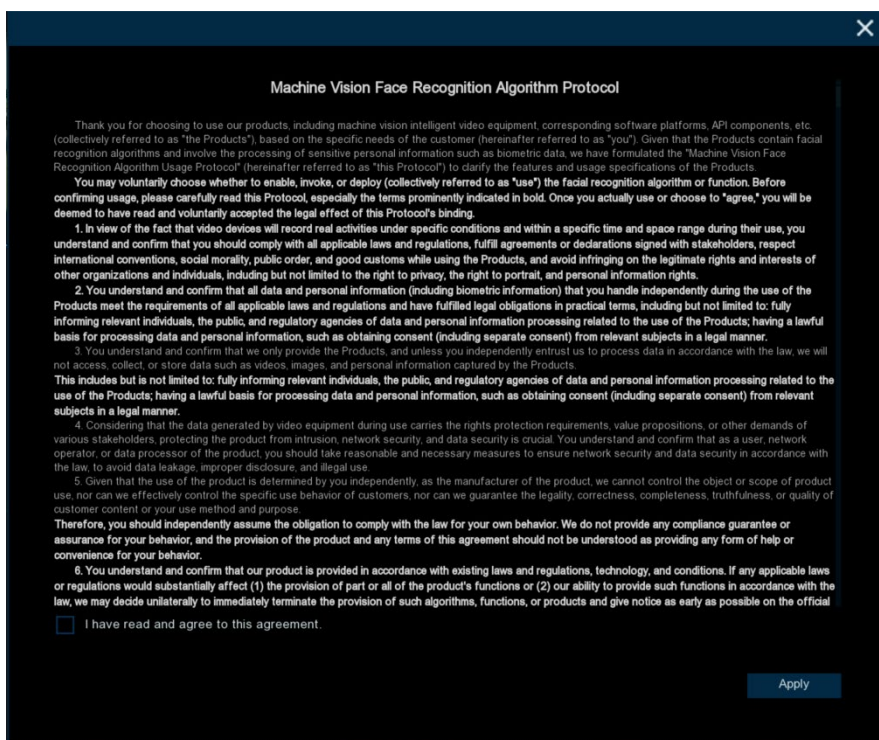 Machine Vision Face Recognition Algorithm Protocol
Thank you for choosing to use our products, including machine vision intelligent video equipment, corresponding software platforms, API components, etc.
(collectively referred to as "the Products"), based on the specific needs of the customer (hereinafter referred to as "you"). Given that the Products contain facial
recognition algorithms and involve the processing of sensitive personal information such as biometric data, we have formulated the "Machine Vision Face
Recognition Algorithm Usage Protocol" (hereinafter referred to as "this Protocol") to clarify the features and usage specifications of the Products.
You may voluntarily choose whether to enable, invoke, or deploy (collectively referred to as "use") the facial recognition algorithm or function. Before
confirming usage, please carefully read this Protocol, especially the terms prominently indicated in bold. Once you actually use or choose to "agree," you will be
deemed to have read and voluntarily accepted the legal effect of this Protocol's binding.
1. In view of the fact that video devices will record real activities under specific conditions and within a specific time and space range during their use, you
understand and confirm that you should comply with all applicable laws and regulations, fulfill agreements or declarations signed with stakeholders, respect
international conventions, social morality, public order, and good customs while using the Products, and avoid infringing on the legitimate rights and interests of
other organizations and individuals, including but not limited to the right to privacy, the right to portrait, and personal information rights.
2. You understand and confirm that all data and personal information (including biometric information) that you handle independently during the use of the
Products meet the requirements of all applicable laws and regulations and have fulfilled legal obligations in practical terms, including but not limited to: fully
informing relevant individuals, the public, and regulatory agencies of data and personal information processing related to the use of the Products; having a lawful
basis for processing data and personal information, such as obtaining consent (including separate consent) from relevant subjects in a legal manner.
3. You understand and confirm that we only provide the Products, and unless you independently entrust us to process data in accordance with the law, we will
not access, collect, or store data such as videos, images, and personal information captured by the Products.
This includes but is not limited to: fully informing relevant individuals, the public, and regulatory agencies of data and personal information processing related to the
use of the Products; having a lawful basis for processing data and personal information, such as obtaining consent (including separate consent) from relevant
subjects in a legal manner.
4. Considering that the data generated by video equipment during use carries the rights protection requirements, value propositions, or other demands of
various stakeholders, protecting the product from intrusion, network security, and data security is crucial. You understand and confirm that as a user, network
operator, or data processor of the product, you should take reasonable and necessary measures to ensure network security and data security in accordance with
the law, to avoid data leakage, improper disclosure, and illegal use.
5. Given that the use of the product is determined by you independently, as the manufacturer of the product, we cannot control the object or scope of product
use, nor can we effectively control the specific use behavior of customers, nor can we guarantee the legality, correctness, completeness, truthfulness, or quality of
customer content or your use method and purpose.
Therefore, you should independently assume the obligation to comply with the law for your own behavior. We do not provide any compliance guarantee or
assurance for your behavior, and the provision of the product and any terms of this agreement should not be understood as providing any form of help or
convenience for your behavior.
6. You understand and confirm that our product is provided in accordance with existing laws and regulations, technology, and conditions. If any applicable laws
or regulations would substantially affect (1) the provision of part or all of the product's functions or (2) our ability to provide such functions in accordance with the
law, we may decide unilaterally to immediately terminate the provision of such algorithms, functions, or products and give notice as early as possible on the official
I have read and agree to this agreement.
Apply